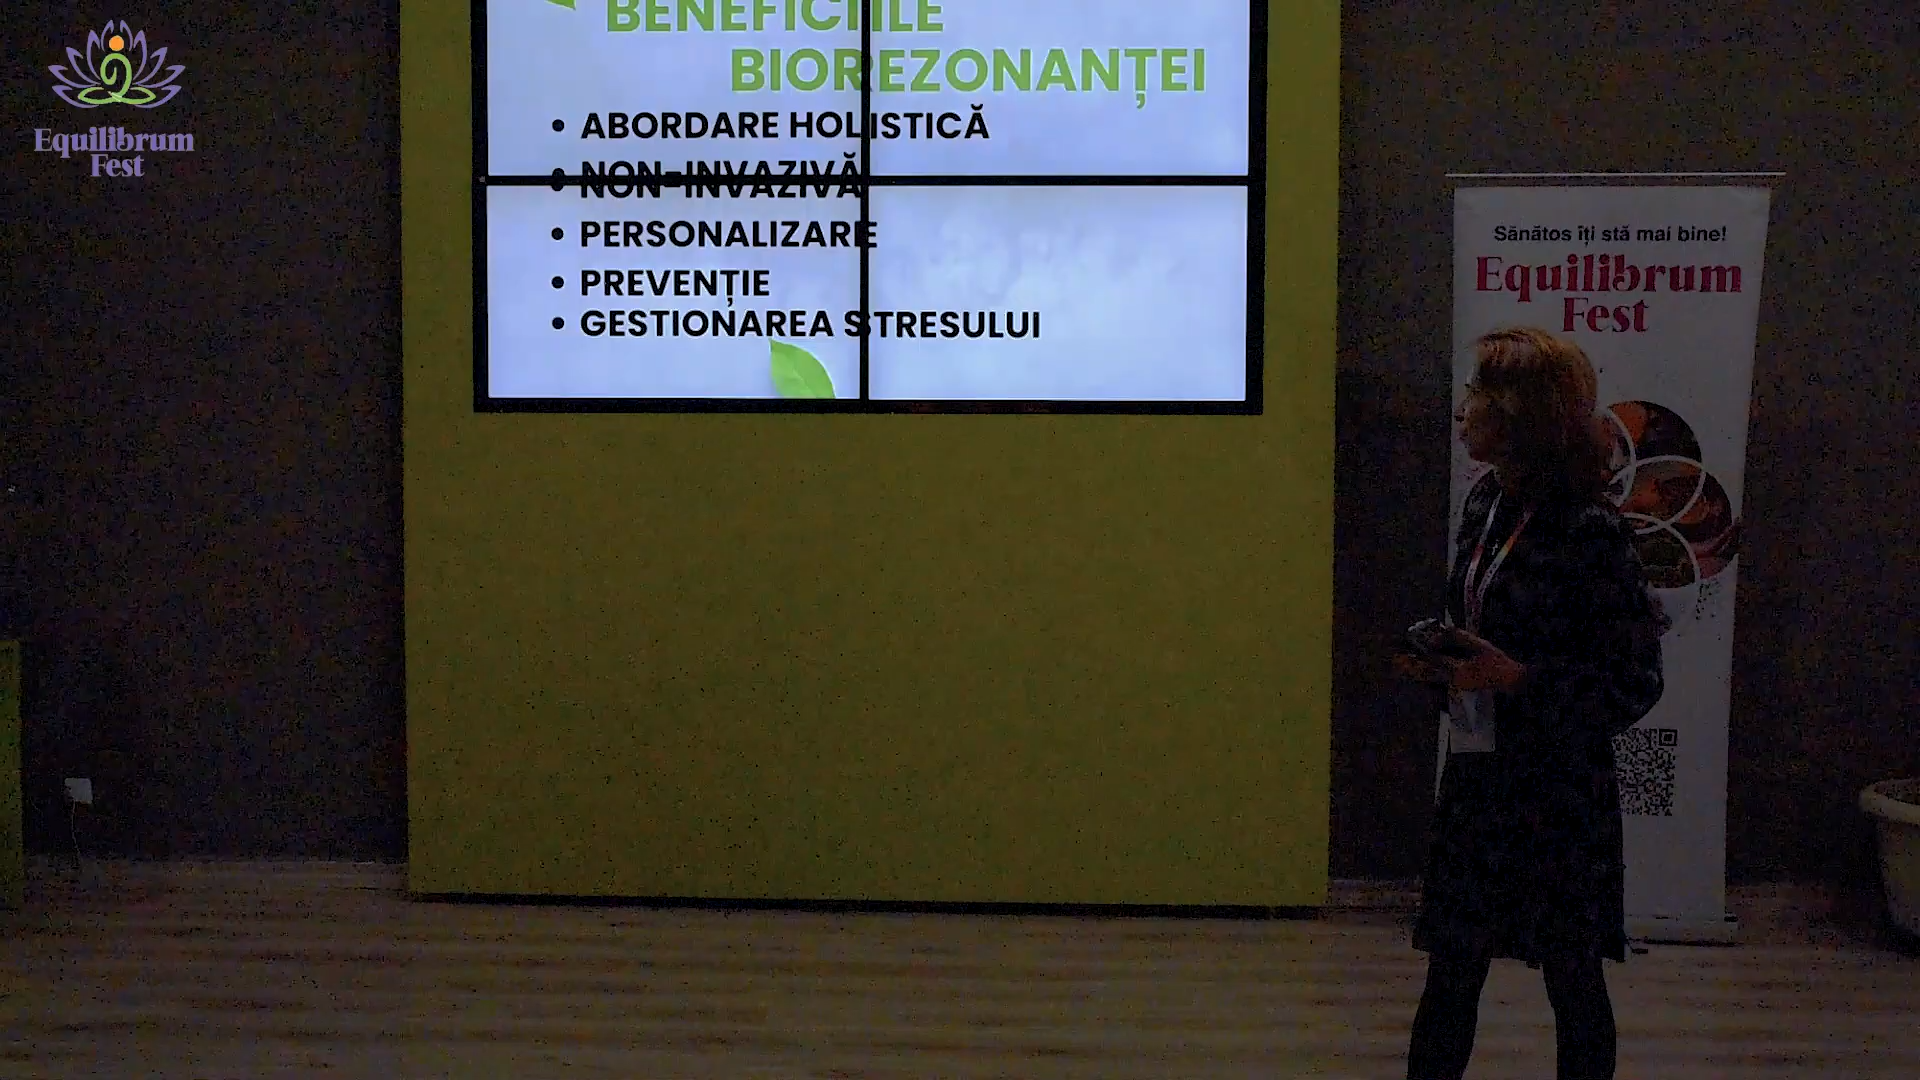 Equilibrum
Fest
BENEFICIILE
BIOREZONANȚEI
• ABORDARE HOLISTICĂ
• NON-INVAZIVĂ
• PERSONALIZARE
• PREVENȚIE
• GESTIONAREA STRESULUI
Sănătos îți stă mai bine!
Equilibrum
Fest